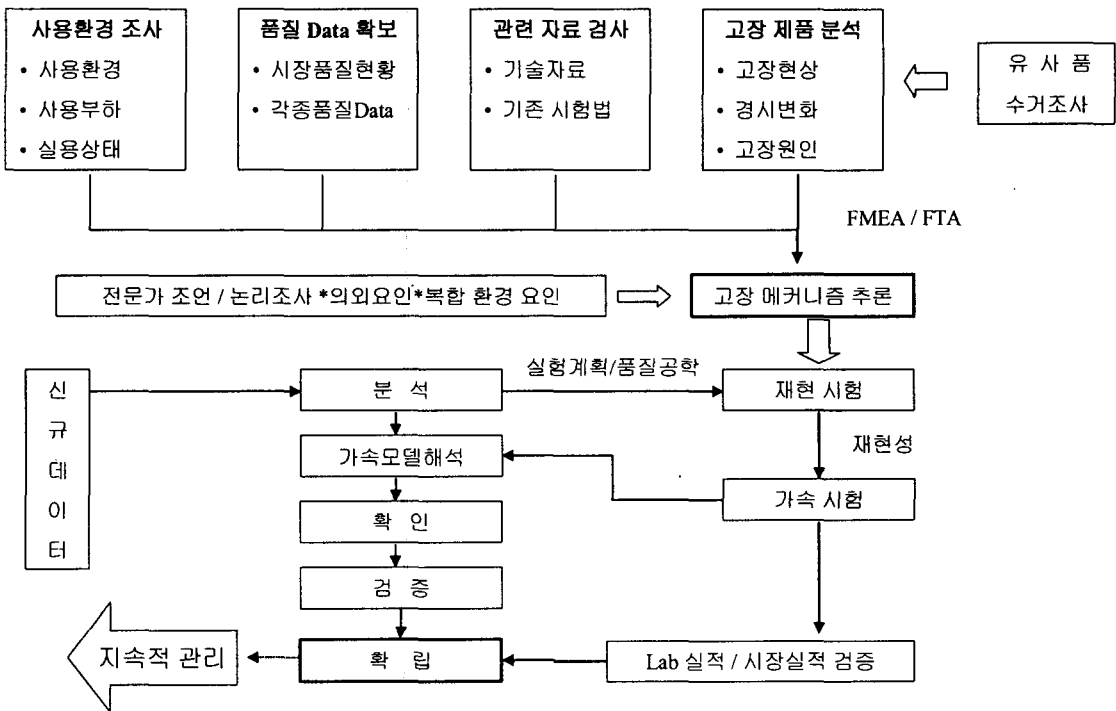 사용환경 조사
• 사용환경
• 사용부하
• 실용상태
품질 Data 확보
• 시장품질현황
• 각종품질Data
관련 자료 검사
• 기술자료
• 기존 시험법
고장 제품 분석
• 고장현상
• 경시변화
• 고장원인
유 사 품
수거조사
FMEA / FTA
전문가 조언 / 논리조사 *의외요인*복합 환경 요인
고장 메커니즘 추론
실험계획/품질공학
신
규
데
이
터
분 석
재현 시험
재현성
가속모델해석
가속 시험
확 인
검 증
지속적 관리
확 립
Lab 실적 / 시장실적 검증